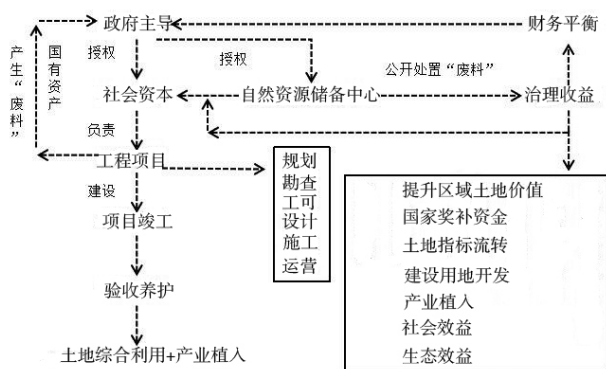 政府主导
财务平衡
产生“废料”
国有资产
授权
授权
公开处置“废料”
社会资本
自然资源储备中心
治理收益
负责
工程项目
规划
勘查
工可
设计
施工
运营
建设
项目竣工
验收养护
土地综合利用+产业植入
提升区域土地价值
国家奖补资金
土地指标流转
建设用地开发
产业植入
社会效益
生态效益